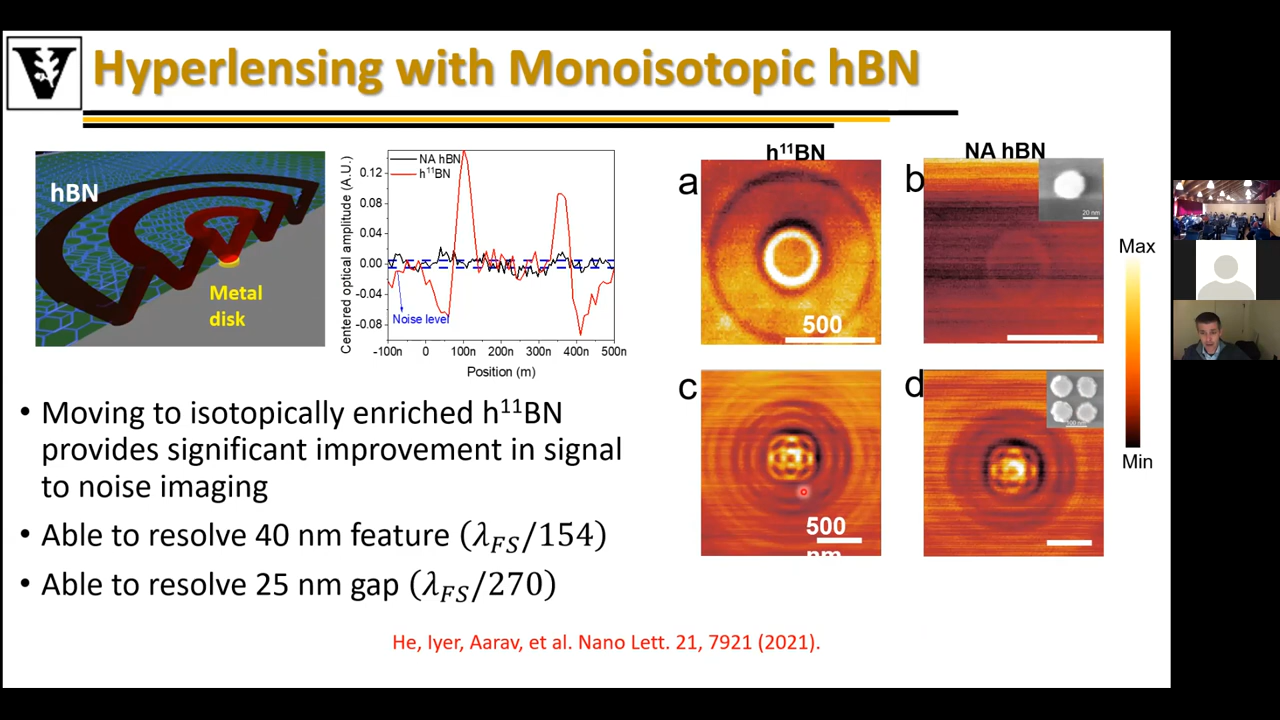 V
Hyperlensing with Monoisotopic hBN
hBN
Metal
disk
Centered optical amplitude (A.U.)
NA hBN
h¹¹BN
0.12
0.08
0.04
0.00
-0.04
-0.08
Noise level
-100n 0 100n 200n 300n 400n 500n
Position (m)
h¹¹BN
NA hBN
a
500
b
20 nm
c
500
nm
d
Max
Min
• Moving to isotopically enriched h¹¹BN
provides significant improvement in signal
to noise imaging
• Able to resolve 40 nm feature (λFS/154)
• Able to resolve 25 nm gap (λFS/270)
He, Iyer, Aarav, et al. Nano Lett. 21, 7921 (2021).